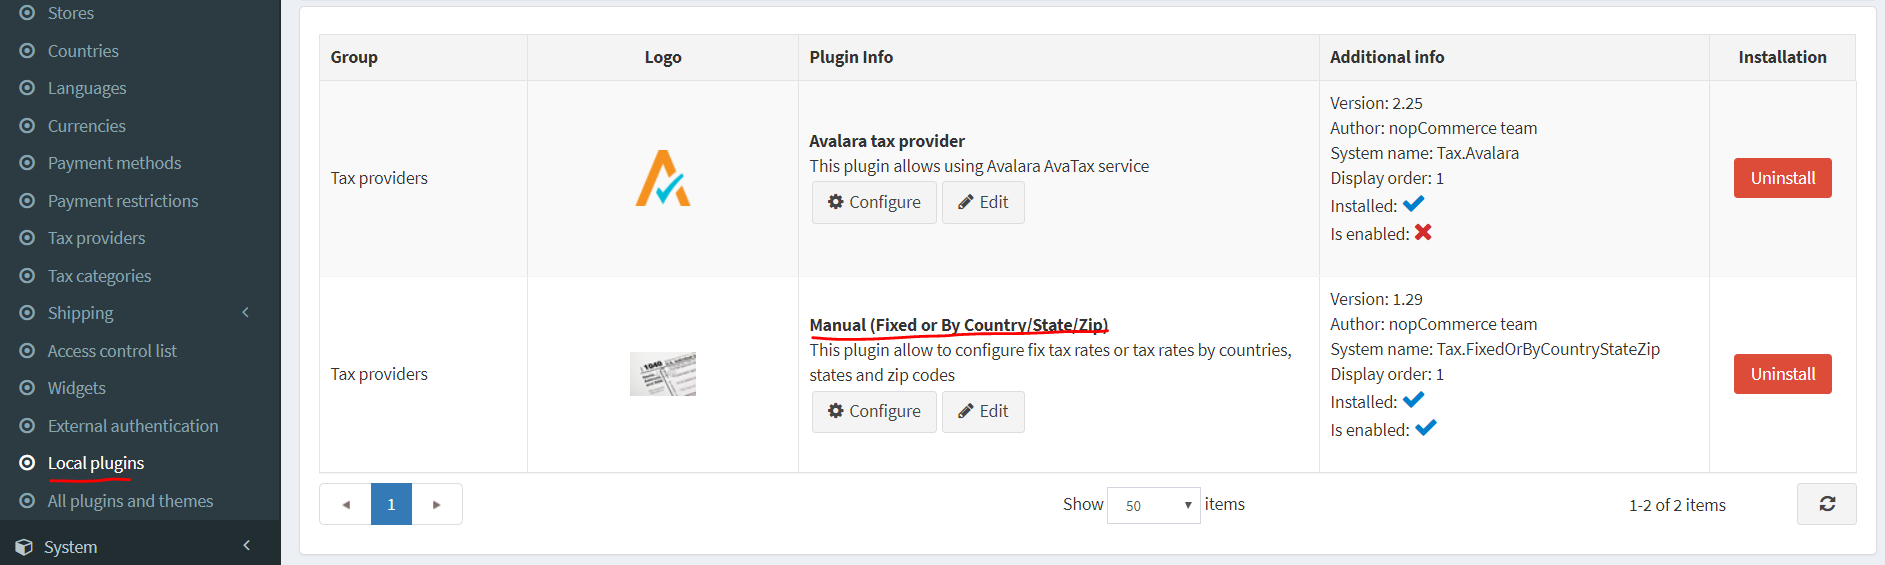 Stores
Countries
Languages
Currencies
Payment methods
Payment restrictions
Tax providers
Tax categories
Shipping
Access control list
Widgets
External authentication
Local plugins
All plugins and themes
System
Group Logo Plugin Info Additional info Installation
Tax providers
Avalara tax provider
This plugin allows using Avalara AvaTax service
Configure Edit
Version: 2.25
Author: nopCommerce team
System name: Tax.Avalara
Display order: 1
Installed:
Is enabled:
Uninstall
Tax providers
1040
Manual (Fixed or By Country/State/Zip)
This plugin allow to configure fix tax rates or tax rates by countries,
states and zip codes
Configure Edit
Version: 1.29
Author: nopCommerce team
System name: Tax.FixedOrByCountryStateZip
Display order: 1
Installed:
Is enabled:
Uninstall
1 Show 50 items 1-2 of 2 items